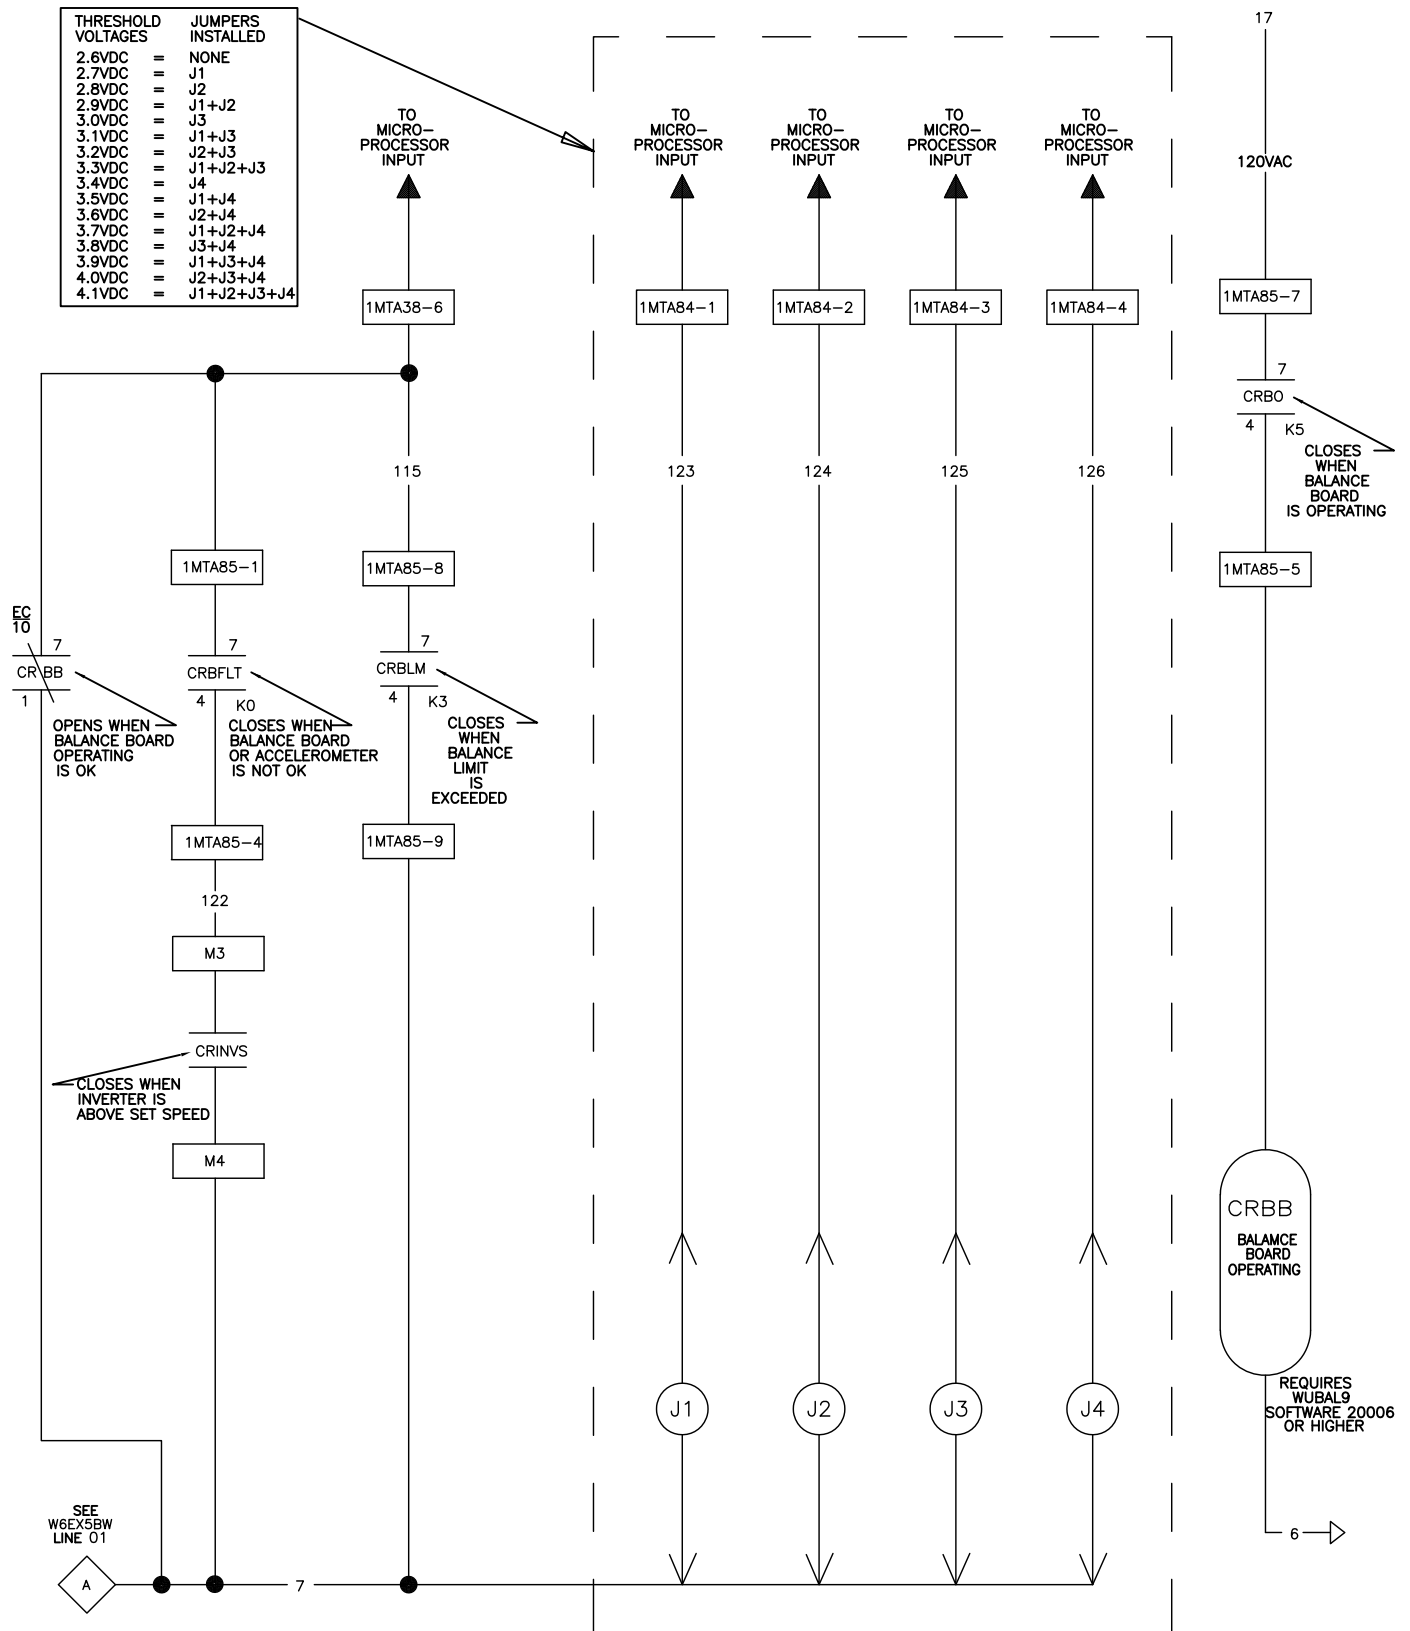 THRESHOLD JUMPERS
VOLTAGES INSTALLED
2.6VDC = NONE
2.7VDC = J1
2.8VDC = J2
2.9VDC = J1+J2
3.0VDC = J3
3.1VDC = J1+J3
3.2VDC = J2+J3
3.3VDC = J1+J2+J3
3.4VDC = J4
3.5VDC = J1+J4
3.6VDC = J2+J4
3.7VDC = J1+J2+J4
3.8VDC = J3+J4
3.9VDC = J1+J3+J4
4.0VDC = J2+J3+J4
4.1VDC = J1+J2+J3+J4
TO
MICRO-
PROCESSOR
INPUT
TO
MICRO-
PROCESSOR
INPUT
TO
MICRO-
PROCESSOR
INPUT
TO
MICRO-
PROCESSOR
INPUT
TO
MICRO-
PROCESSOR
INPUT
17
120VAC
1MTA38-6
1MTA84-1
1MTA84-2
1MTA84-3
1MTA84-4
1MTA85-7
7
CRBO
4 K5
CLOSES
WHEN
BALANCE
BOARD
IS OPERATING
115
123
124
125
126
1MTA85-1
1MTA85-8
1MTA85-5
EC
10
7
CR BB
1
OPENS WHEN
BALANCE BOARD
OPERATING
IS OK
7
CRBFLT
4 K0
CLOSES WHEN
BALANCE BOARD
OR ACCELEROMETER
IS NOT OK
7
CRBLM
4 K3
CLOSES
WHEN
BALANCE
LIMIT
IS
EXCEEDED
1MTA85-4
1MTA85-9
122
M3
CRINVS
CLOSES WHEN
INVERTER IS
ABOVE SET SPEED
M4
CRBB
BALAMCE
BOARD
OPERATING
J1
J2
J3
J4
REQUIRES
WUBAL9
SOFTWARE 20006
OR HIGHER
SEE
W6EX5BW
LINE 01
A
7
6